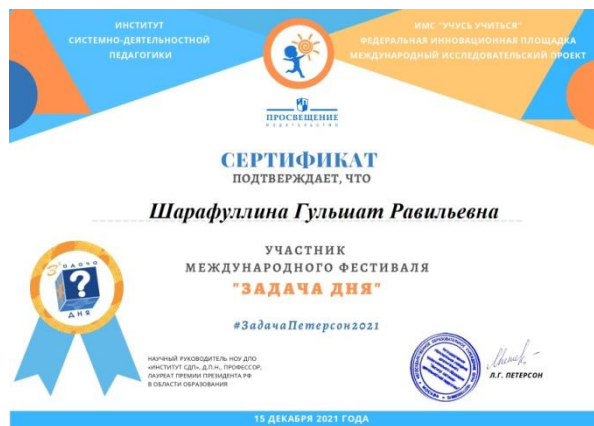 ИНСТИТУТ
СИСТЕМНО-ДЕЯТЕЛЬНОСТНОЙ
ПЕДАГОГИКИ
ИМС "УЧУСЬ УЧИТЬСЯ"
ФЕДЕРАЛЬНАЯ ИННОВАЦИОННАЯ ПЛОЩАДКА
МЕЖДУНАРОДНЫЙ ИССЛЕДОВАТЕЛЬСКИЙ ПРОЕКТ
ПРОСВЕЩЕНИЕ
ИЗДАТЕЛЬСТВО
СЕРТИФИКАТ
ПОДТВЕРЖДАЕТ, ЧТО
Шарафуллина Гульшат Равильевна
УЧАСТНИК
МЕЖДУНАРОДНОГО ФЕСТИВАЛЯ
"ЗАДАЧА ДНЯ"
#ЗадачаПетерсон2021
Задача
?
ДНЯ
НАУЧНЫЙ РУКОВОДИТЕЛЬ НОУ ДПО
«ИНСТИТУТ СДП», Д.П.Н., ПРОФЕССОР,
ЛАУРЕАТ ПРЕМИИ ПРЕЗИДЕНТА РФ
В ОБЛАСТИ ОБРАЗОВАНИЯ
Л.Г. ПЕТЕРСОН
15 ДЕКАБРЯ 2021 ГОДА